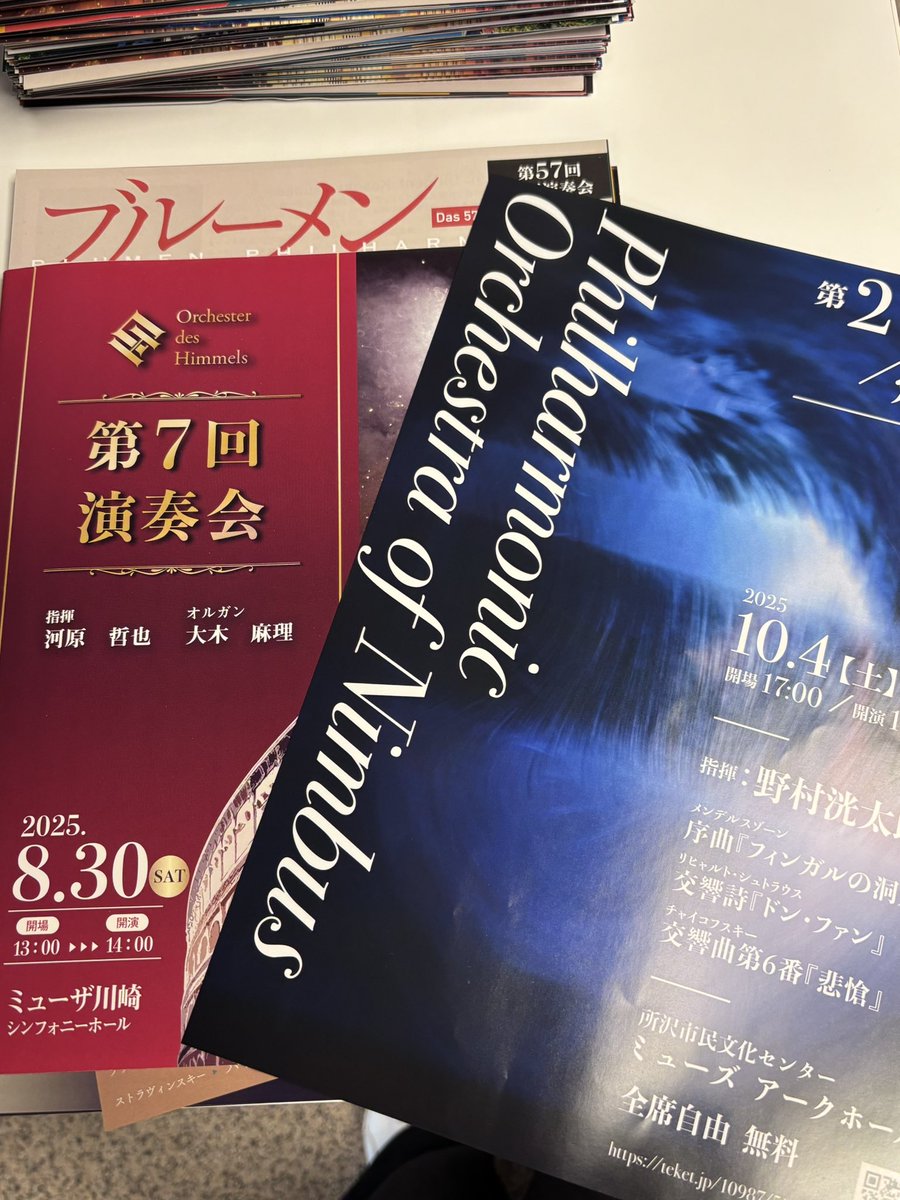 ブルーメン
Das 57
第57回
演奏会
Orchester
des
Himmels
第7回
演奏会
指揮
河原 哲也
オルガン
大木 麻理
2025.
8.30 SAT
開場 開演
13:00 ▸▸▸ 14:00
ミューザ川崎
シンフォニーホール
ストラヴィンスキー
Philharmonic
Orchestra of Nimbus
第2
2025
10.4【土】
開場 17:00 / 開演 1
指揮:野村洸太
メンデルスゾーン
序曲『フィンガルの洞
リヒャルト・シュトラウス
交響詩『ドン・ファン』
チャイコフスキー
交響曲第6番『悲愴』
所沢市民文化センター
ミューズ アークホー
全席自由 無料
https://teket.jp/10987/5